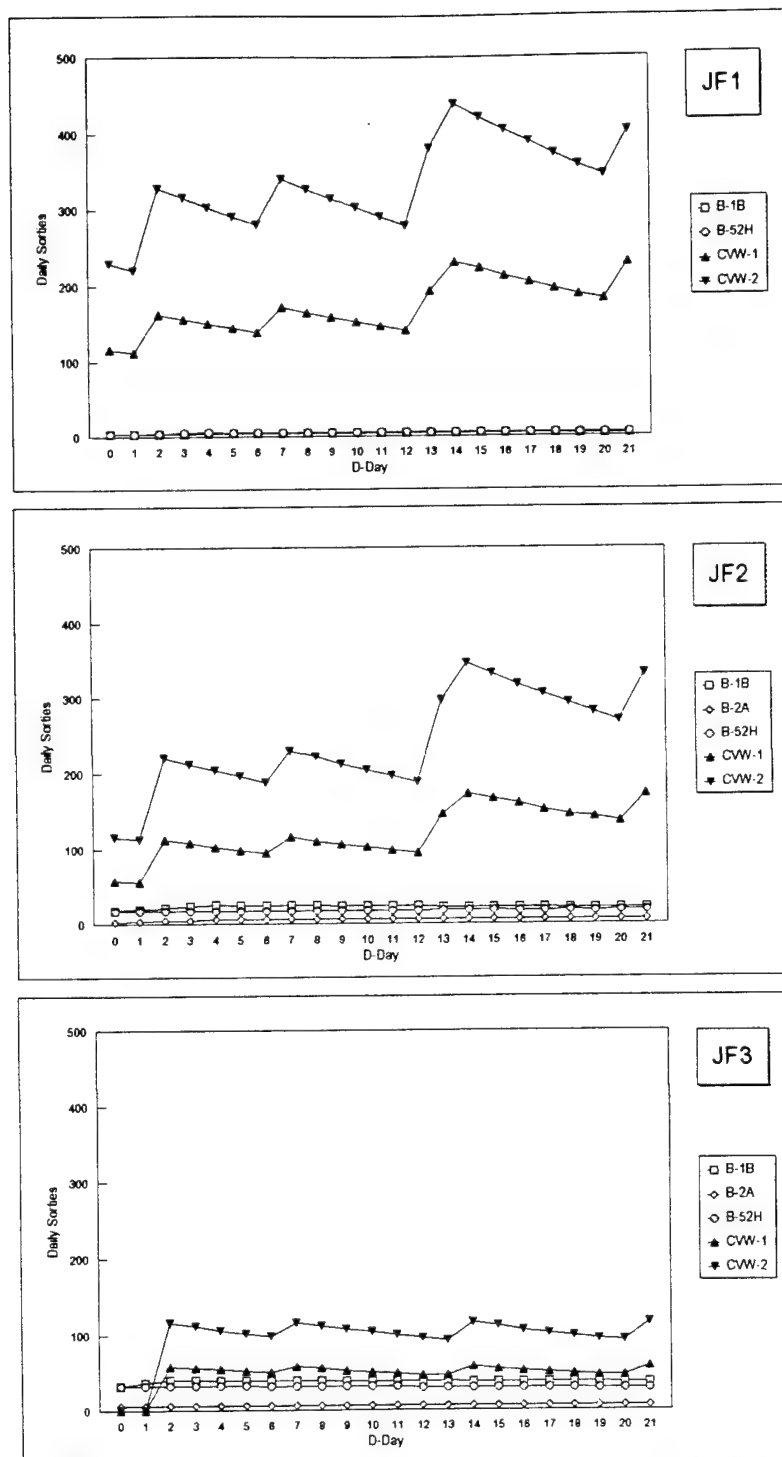 JF1
500
400
300
200
100
0
Daily Sorties
0 1 2 3 4 5 6 7 8 9 10 11 12 13 14 15 16 17 18 19 20 21
D-Day
B-1B
B-52H
CVW-1
CVW-2
JF2
500
400
300
200
100
0
Daily Sorties
0 1 2 3 4 5 6 7 8 9 10 11 12 13 14 15 16 17 18 19 20 21
D-Day
B-1B
B-2A
B-52H
CVW-1
CVW-2
JF3
500
400
300
200
100
0
Daily Sorties
0 1 2 3 4 5 6 7 8 9 10 11 12 13 14 15 16 17 18 19 20 21
D-Day
B-1B
B-2A
B-52H
CVW-1
CVW-2